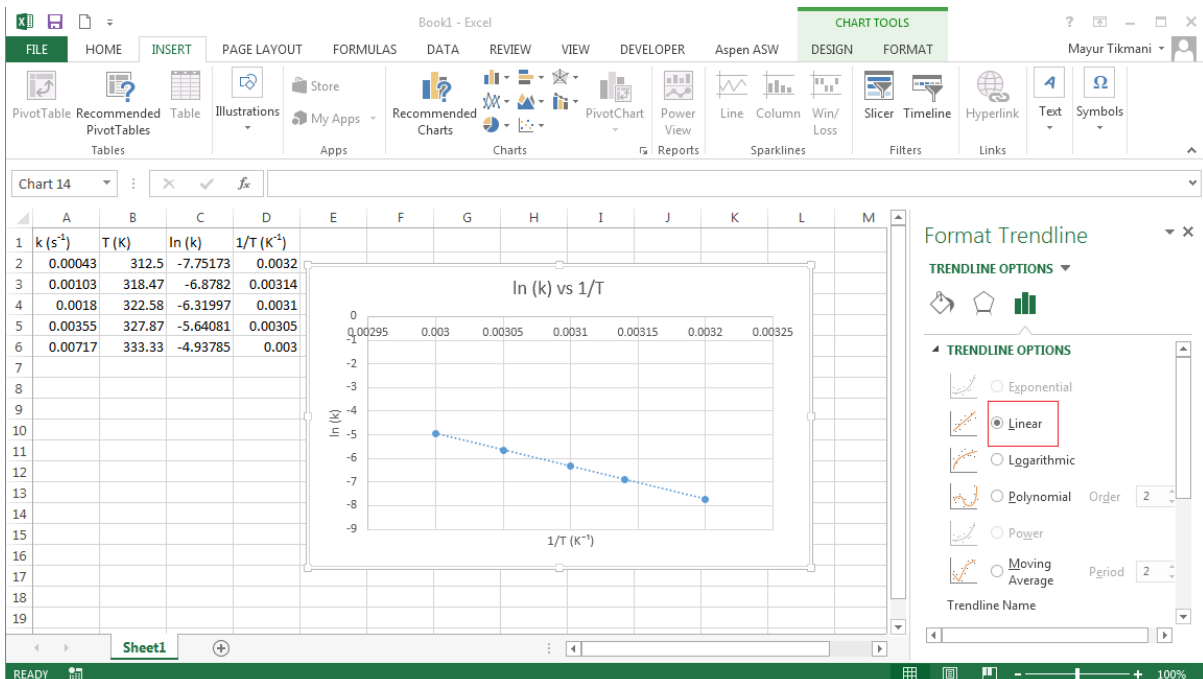 Book1 - Excel
CHART TOOLS
?
FILE HOME INSERT PAGE LAYOUT FORMULAS DATA REVIEW VIEW DEVELOPER Aspen ASW DESIGN FORMAT Mayur Tikmani
PivotTable Recommended PivotTables Table
Illustrations
Store
My Apps
Recommended Charts
PivotChart
Power View
Line Column Win/ Loss
Slicer Timeline
Hyperlink
A Text
Ω Symbols
Tables Apps Charts Reports Sparklines Filters Links
Chart 14 fx
A B C D E F G H I J K L M
1 k (s⁻¹) T (K) ln (k) 1/T (K⁻¹)
2 0.00043 312.5 -7.75173 0.0032
3 0.00103 318.47 -6.8782 0.00314
4 0.0018 322.58 -6.31997 0.0031
5 0.00355 327.87 -5.64081 0.00305
6 0.00717 333.33 -4.93785 0.003
7
8
9
10
11
12
13
14
15
16
17
18
19
ln (k) vs 1/T
0
0.00295 0.003 0.00305 0.0031 0.00315 0.0032 0.00325
-1
-2
-3
-4
-5
-6
-7
-8
-9
ln (k)
1/T (K⁻¹)
Format Trendline
TRENDLINE OPTIONS
TRENDLINE OPTIONS
Exponential
Linear
Logarithmic
Polynomial Order 2
Power
Moving Average Period 2
Trendline Name
Sheet1
READY
100%